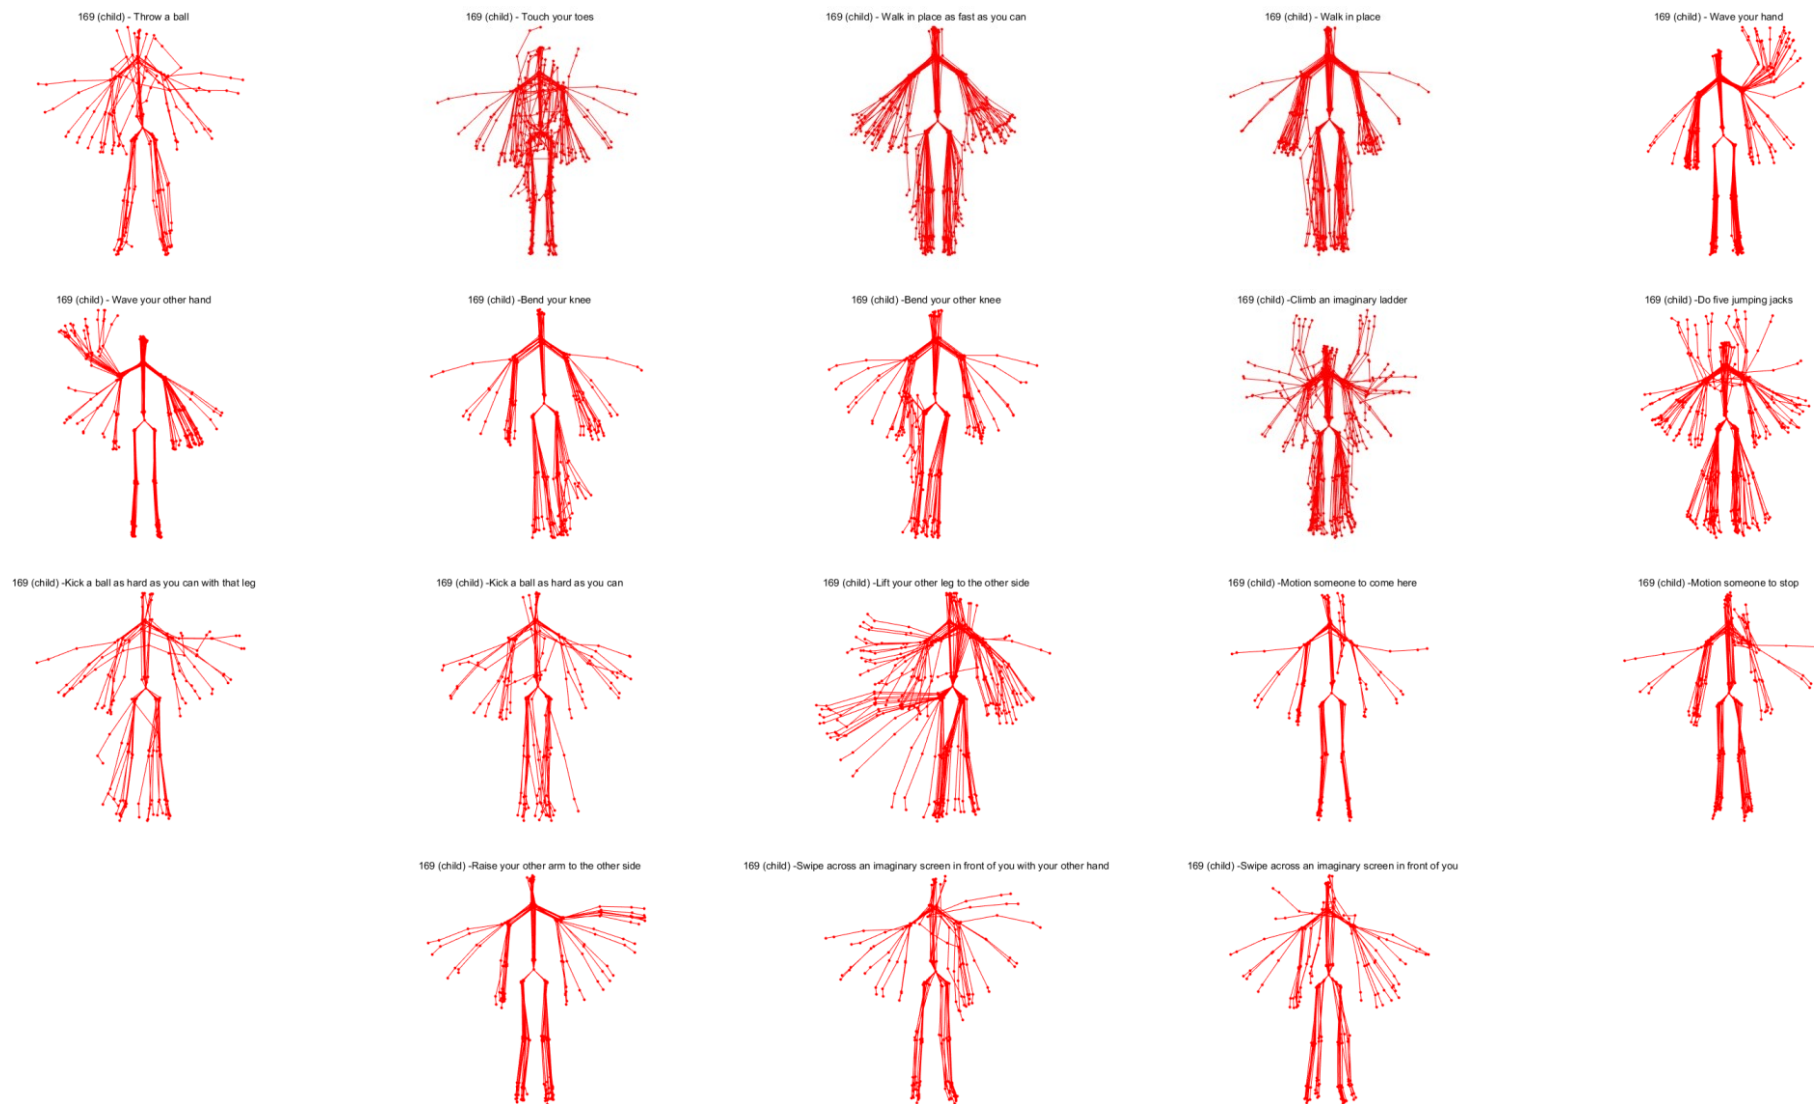 169 (child) - Throw a ball
169 (child) - Touch your toes
169 (child) - Walk in place as fast as you can
169 (child) - Walk in place
169 (child) - Wave your hand
169 (child) - Wave your other hand
169 (child) -Bend your knee
169 (child) -Bend your other knee
169 (child) -Climb an imaginary ladder
169 (child) -Do five jumping jacks
169 (child) -Kick a ball as hard as you can with that leg
169 (child) -Kick a ball as hard as you can
169 (child) -Lift your other leg to the other side
169 (child) -Motion someone to come here
169 (child) -Motion someone to stop
169 (child) -Raise your other arm to the other side
169 (child) -Swipe across an imaginary screen in front of you with your other hand
169 (child) -Swipe across an imaginary screen in front of you